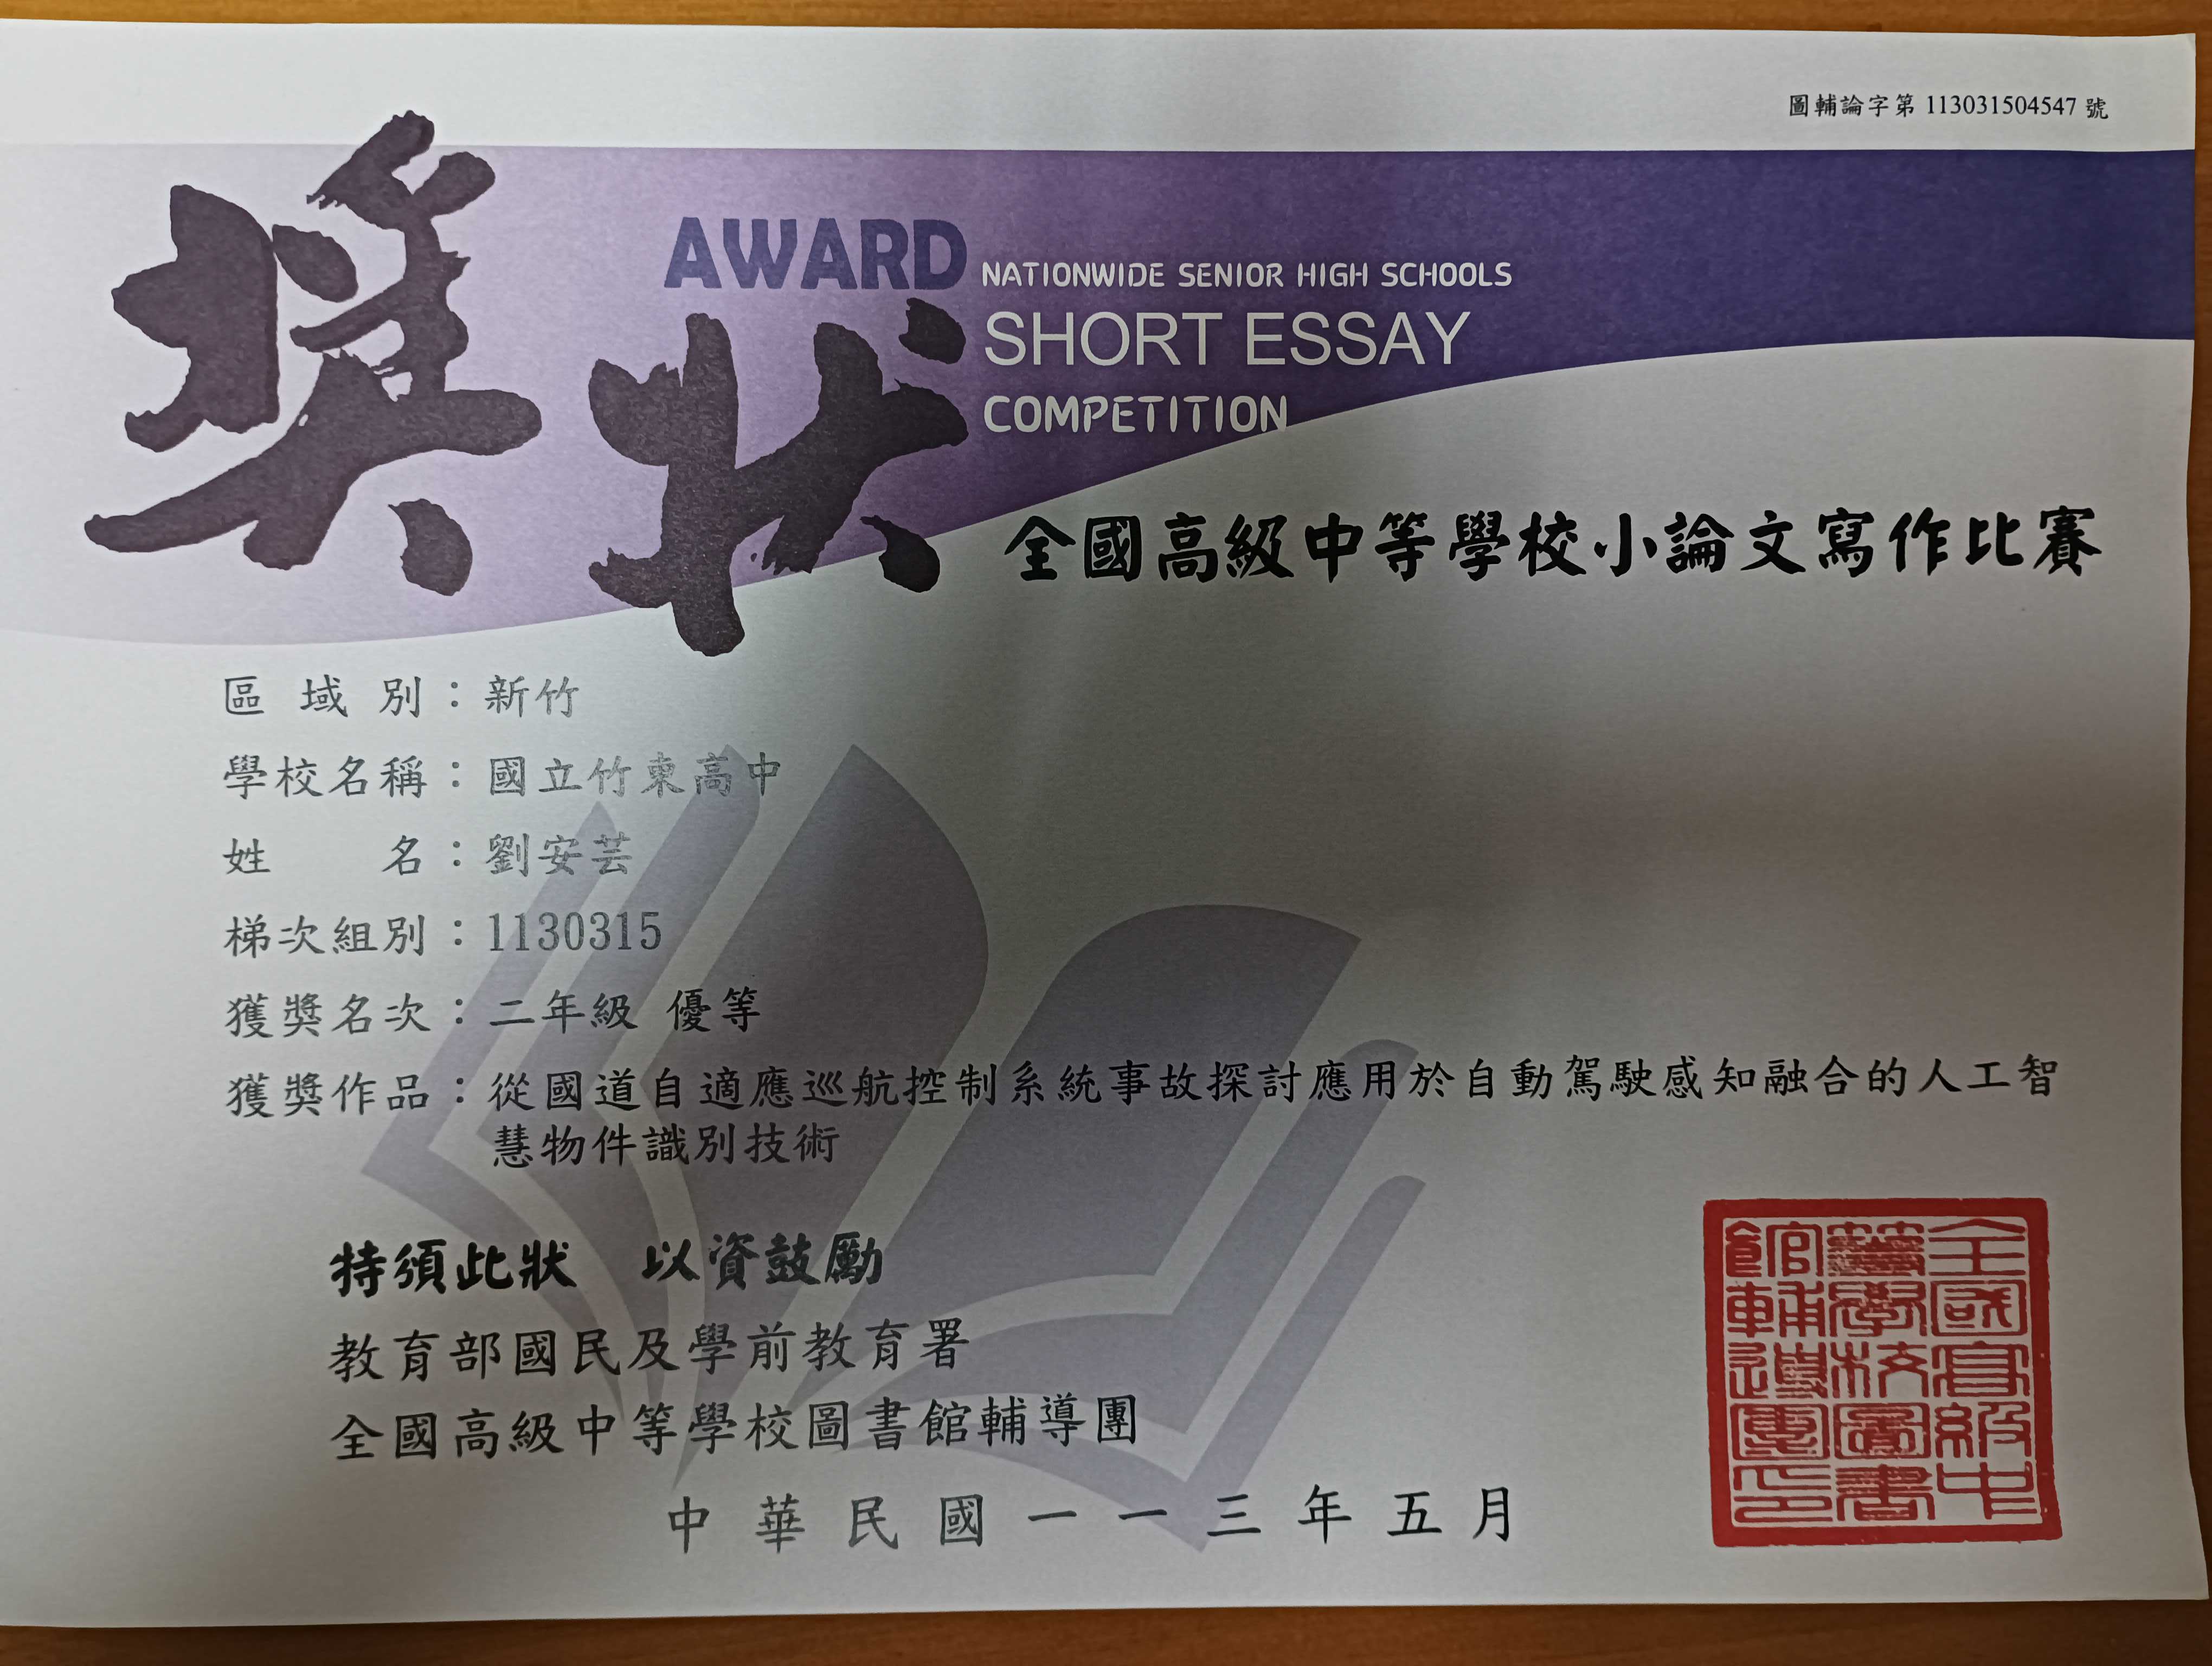 圖輔論字第 113031504547 號
獎狀
AWARD
NATIONWIDE SENIOR HIGH SCHOOLS
SHORT ESSAY
COMPETITION
全國高級中等學校小論文寫作比賽
區域別：新竹
學校名稱：國立竹東高中
姓名：劉安芸
梯次組別：1130315
獲獎名次：二年級 優等
獲獎作品：從國道自適應巡航控制系統事故探討應用於自動駕駛感知融合的人工智
慧物件識別技術
特頒此狀 以資鼓勵
教育部國民及學前教育署
全國高級中等學校圖書館輔導團
中華民國一一三年五月
全國高級中
等學校圖書
館輔導團印